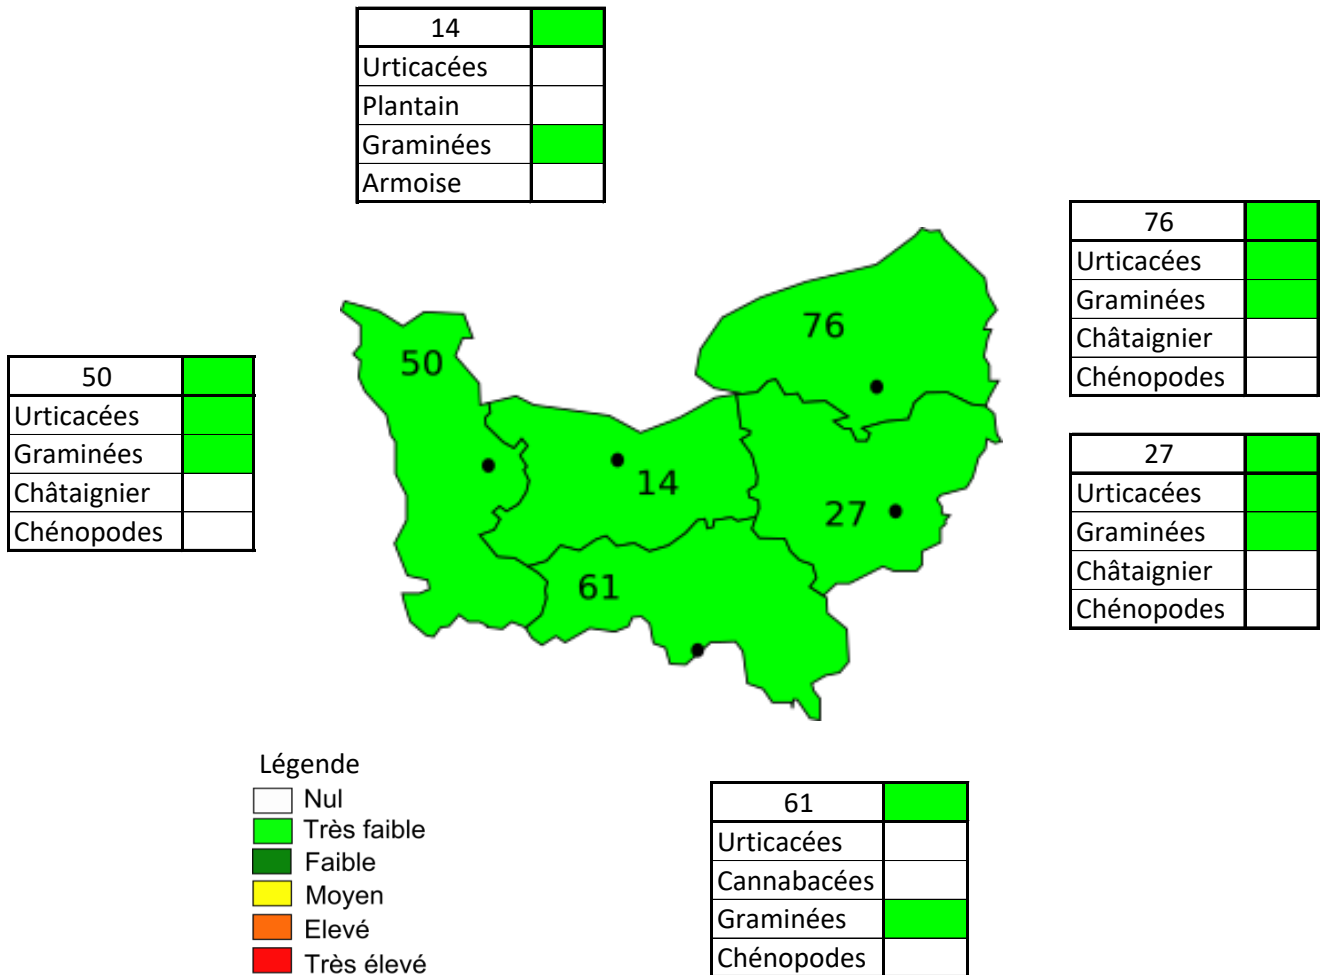 14
Urticacées
Plantain
Graminées
Armoise
76
Urticacées
Graminées
Châtaignier
Chénopodes
50
Urticacées
Graminées
Châtaignier
Chénopodes
27
Urticacées
Graminées
Châtaignier
Chénopodes
76
50
14
27
61
Légende
Nul
Très faible
Faible
Moyen
Elevé
Très élevé
61
Urticacées
Cannabacées
Graminées
Chénopodes